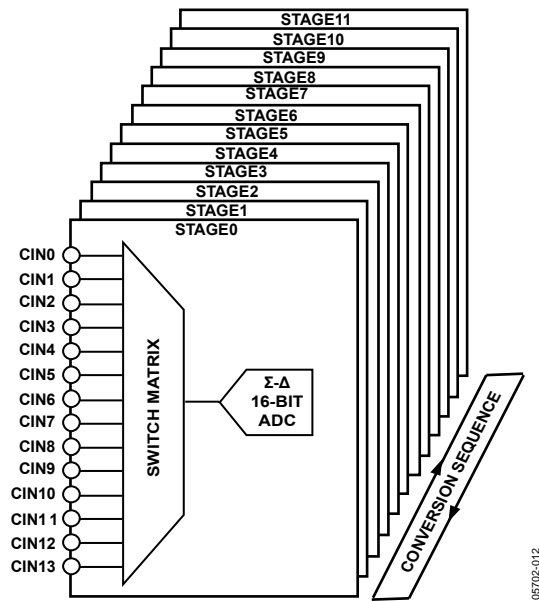 STAGE11
STAGE10
STAGE9
STAGE8
STAGE7
STAGE6
STAGE5
STAGE4
STAGE3
STAGE2
STAGE1
STAGE0
CIN0
CIN1
CIN2
CIN3
CIN4
CIN5
CIN6
CIN7
CIN8
CIN9
CIN10
CIN11
CIN12
CIN13
SWITCH MATRIX
Σ-Δ
16-BIT
ADC
CONVERSION SEQUENCE
05702-012